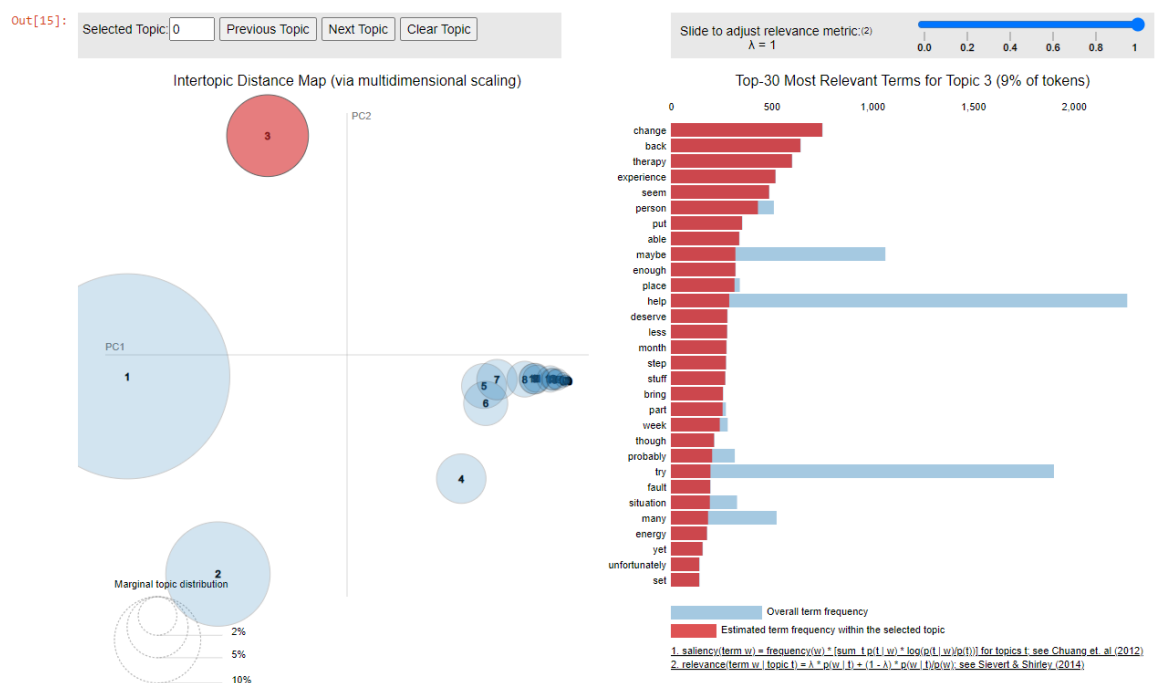 Out[15]:
Selected Topic: 0 Previous Topic Next Topic Clear Topic
Slide to adjust relevance metric:(2)
λ = 1
0.0 0.2 0.4 0.6 0.8 1
Intertopic Distance Map (via multidimensional scaling)
PC2
PC1
3
1
5
7
8
6
4
2
Marginal topic distribution
2%
5%
10%
Top-30 Most Relevant Terms for Topic 3 (9% of tokens)
0 500 1,000 1,500 2,000
change
back
therapy
experience
seem
person
put
able
maybe
enough
place
help
deserve
less
month
step
stuff
bring
part
week
though
probably
try
fault
situation
many
energy
yet
unfortunately
set
Overall term frequency
Estimated term frequency within the selected topic
1. saliency(term w) = frequency(w) * [sum_t p(t | w) * log(p(t | w)/p(t))] for topics t; see Chuang et. al (2012)
2. relevance(term w | topic t) = λ * p(w | t) + (1 - λ) * p(w | t)/p(w); see Sievert & Shirley (2014)